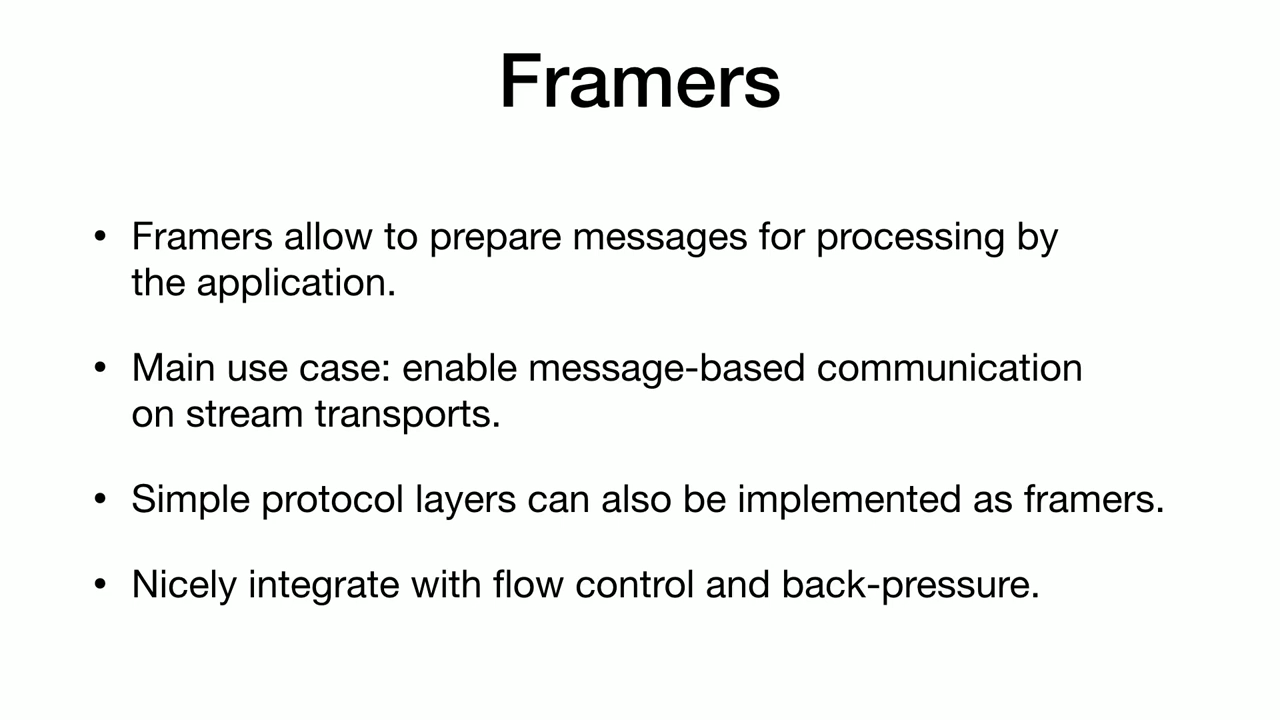 Framers
• Framers allow to prepare messages for processing by
the application.
• Main use case: enable message-based communication
on stream transports.
• Simple protocol layers can also be implemented as framers.
• Nicely integrate with flow control and back-pressure.